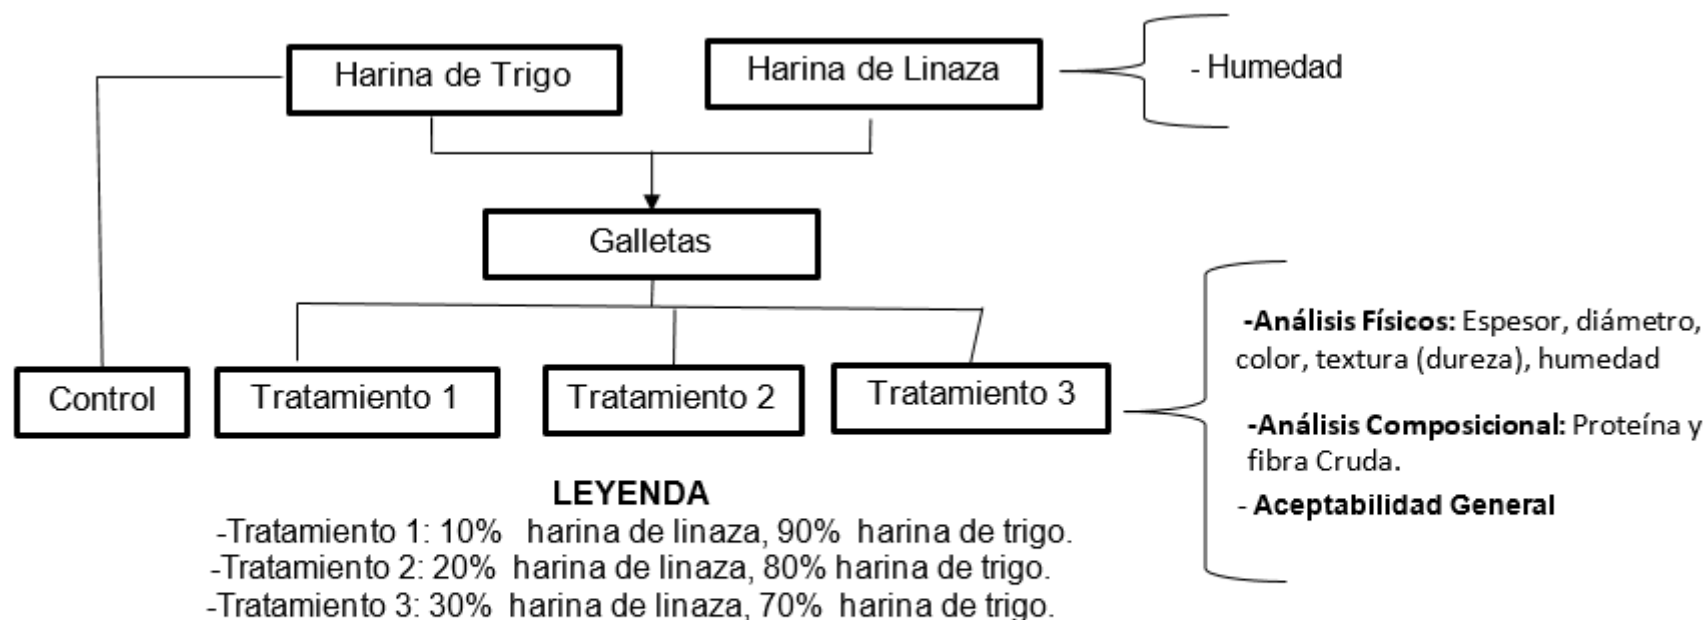 Harina de Trigo
Harina de Linaza
- Humedad
Galletas
Control
Tratamiento 1
Tratamiento 2
Tratamiento 3
-Análisis Físicos: Espesor, diámetro,
color, textura (dureza), humedad
-Análisis Composicional: Proteína y
fibra Cruda.
- Aceptabilidad General
LEYENDA
-Tratamiento 1: 10% harina de linaza, 90% harina de trigo.
-Tratamiento 2: 20% harina de linaza, 80% harina de trigo.
-Tratamiento 3: 30% harina de linaza, 70% harina de trigo.